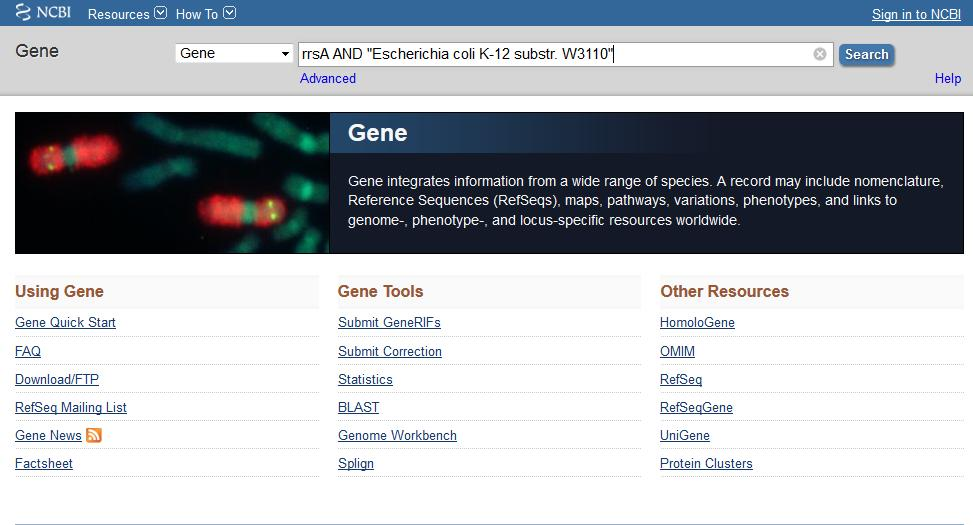 NCBI Resources How To Sign in to NCBI
Gene Gene rrsA AND "Escherichia coli K-12 substr. W3110" Search
Advanced Help
Gene
Gene integrates information from a wide range of species. A record may include nomenclature,
Reference Sequences (RefSeqs), maps, pathways, variations, phenotypes, and links to
genome-, phenotype-, and locus-specific resources worldwide.
Using Gene
Gene Quick Start
FAQ
Download/FTP
RefSeq Mailing List
Gene News
Factsheet
Gene Tools
Submit GeneRIFs
Submit Correction
Statistics
BLAST
Genome Workbench
Splign
Other Resources
HomoloGene
OMIM
RefSeq
RefSeqGene
UniGene
Protein Clusters